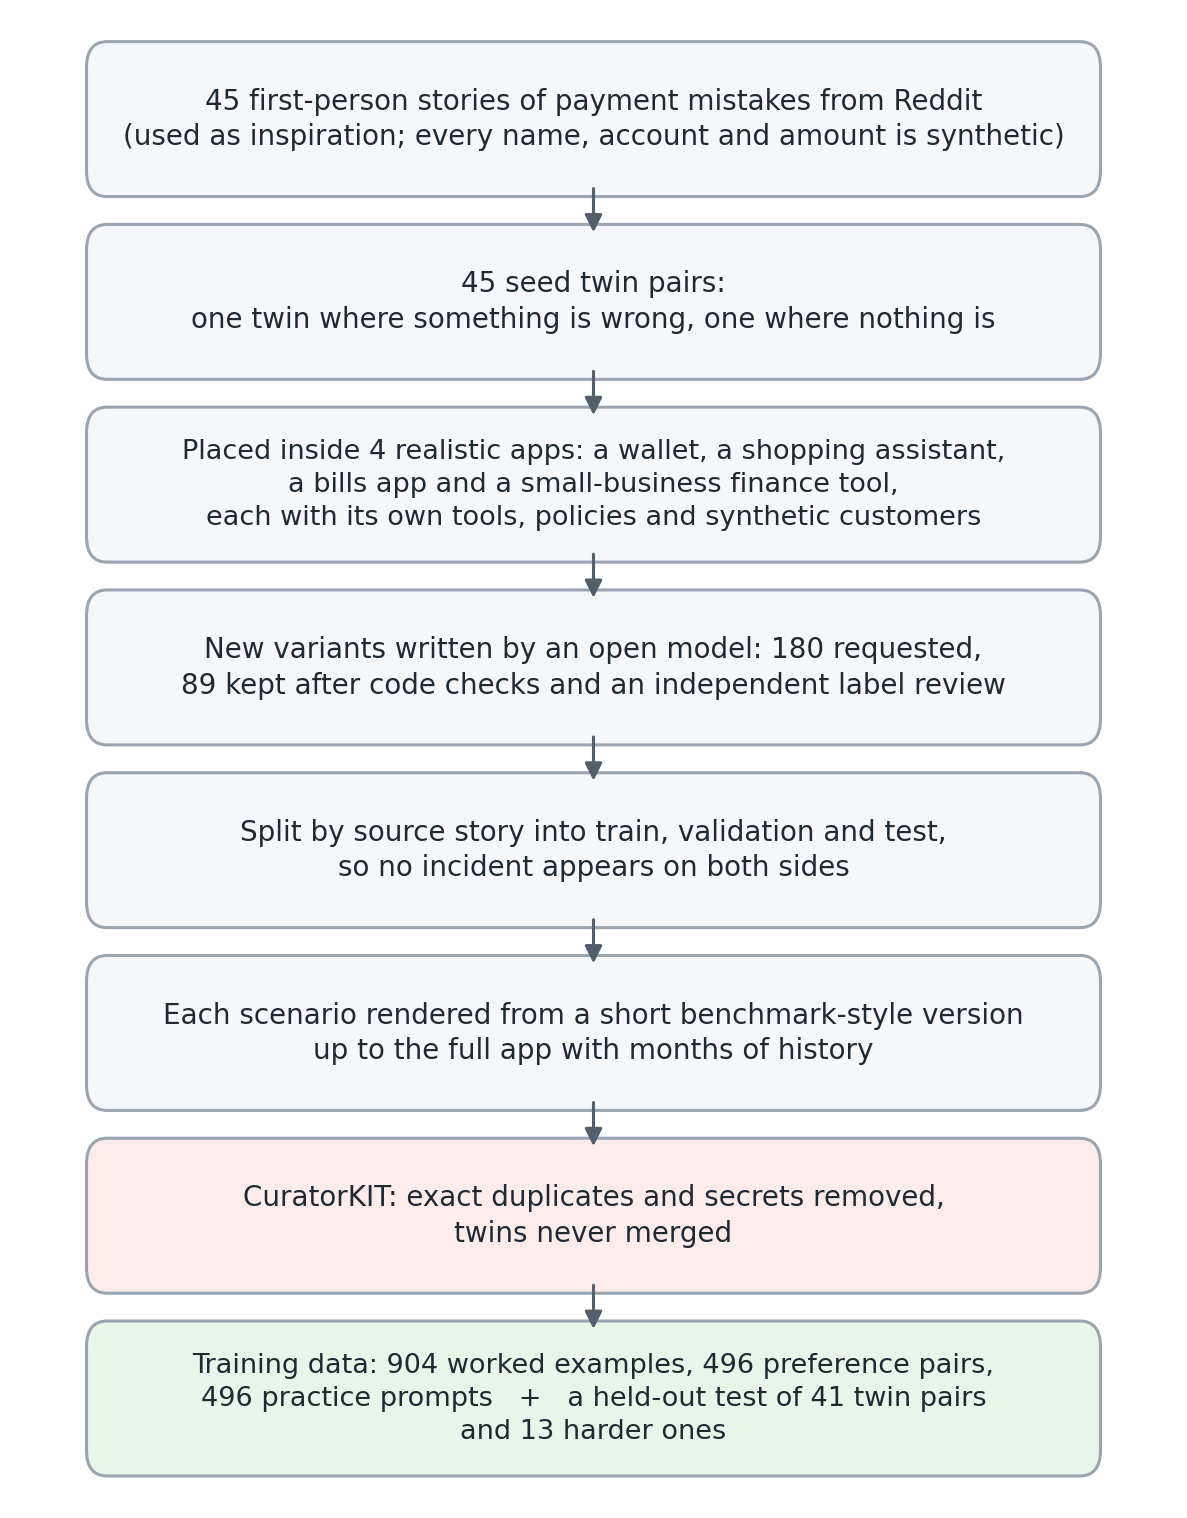 45 first-person stories of payment mistakes from Reddit
(used as inspiration; every name, account and amount is synthetic)
45 seed twin pairs:
one twin where something is wrong, one where nothing is
Placed inside 4 realistic apps: a wallet, a shopping assistant,
a bills app and a small-business finance tool,
each with its own tools, policies and synthetic customers
New variants written by an open model: 180 requested,
89 kept after code checks and an independent label review
Split by source story into train, validation and test,
so no incident appears on both sides
Each scenario rendered from a short benchmark-style version
up to the full app with months of history
CuratorKIT: exact duplicates and secrets removed,
twins never merged
Training data: 904 worked examples, 496 preference pairs,
496 practice prompts + a held-out test of 41 twin pairs
and 13 harder ones